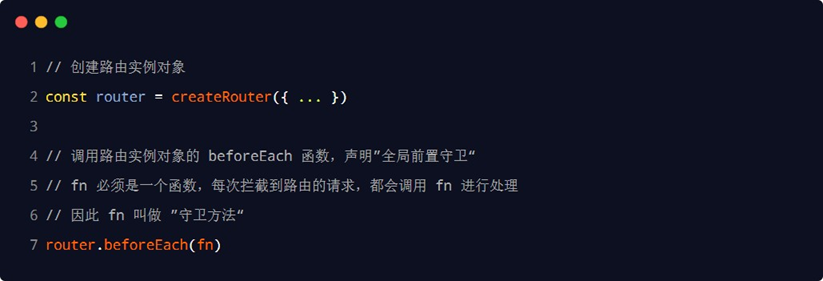 1 // 创建路由实例对象
2 const router = createRouter({ ... })
3
4 // 调用路由实例对象的 beforeEach 函数，声明”全局前置守卫“
5 // fn 必须是一个函数，每次拦截到路由的请求，都会调用 fn 进行处理
6 // 因此 fn 叫做 ”守卫方法“
7 router.beforeEach(fn)